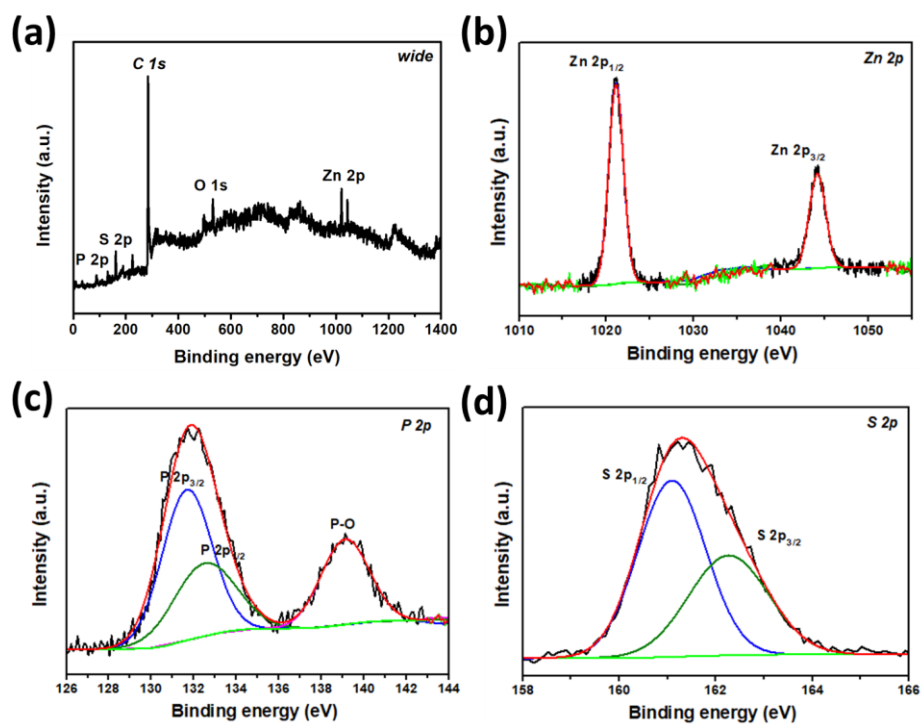 (a)
wide
C 1s
O 1s
Zn 2p
S 2p
P 2p
Intensity (a.u.)
0 200 400 600 800 1000 1200 1400
Binding energy (eV)
(b)
Zn 2p
Zn 2p1/2
Zn 2p3/2
Intensity (a.u.)
1010 1020 1030 1040 1050
Binding energy (eV)
(c)
P 2p
P 2p3/2
P 2p1/2
P-O
Intensity (a.u.)
126 128 130 132 134 136 138 140 142 144
Binding energy (eV)
(d)
S 2p
S 2p1/2
S 2p3/2
Intensity (a.u.)
158 160 162 164 166
Binding energy (eV)